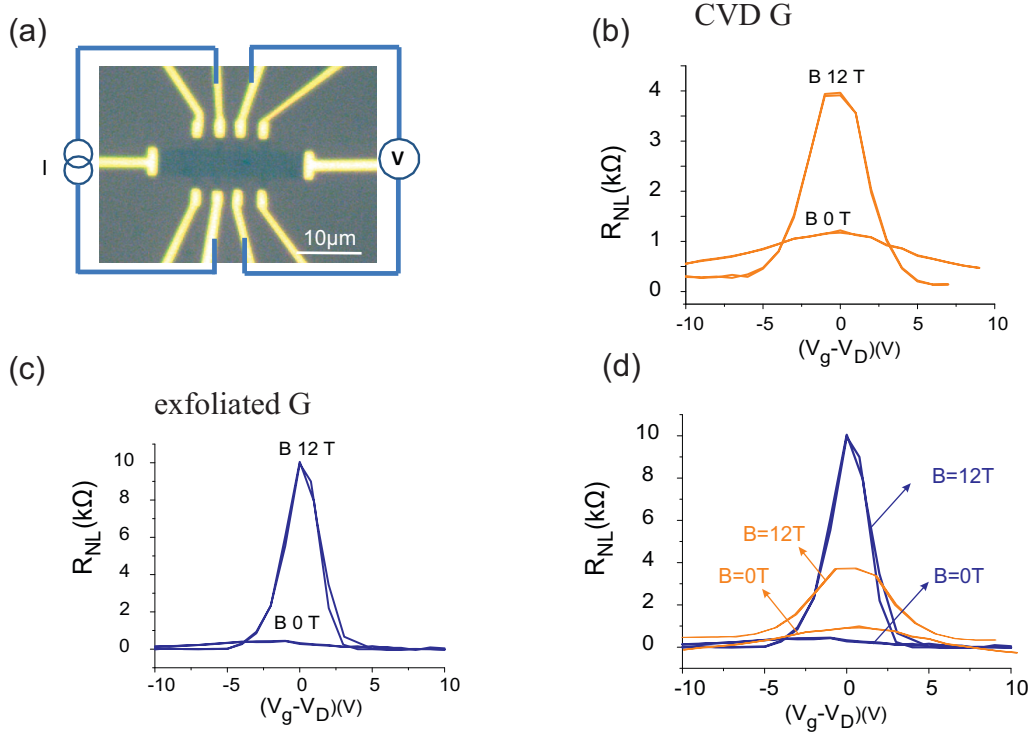 (a)
I
V
10μm
CVD G
(b)
B 12 T
B 0 T
R_NL(kΩ)
4
3
2
1
0
-10 -5 0 5 10
(V_g-V_D)(V)
(c)
exfoliated G
B 12 T
B 0 T
R_NL(kΩ)
10
8
6
4
2
0
-10 -5 0 5 10
(V_g-V_D)(V)
(d)
B=12T
B=12T
B=0T
B=0T
R_NL(kΩ)
10
8
6
4
2
0
-10 -5 0 5 10
(V_g-V_D)(V)